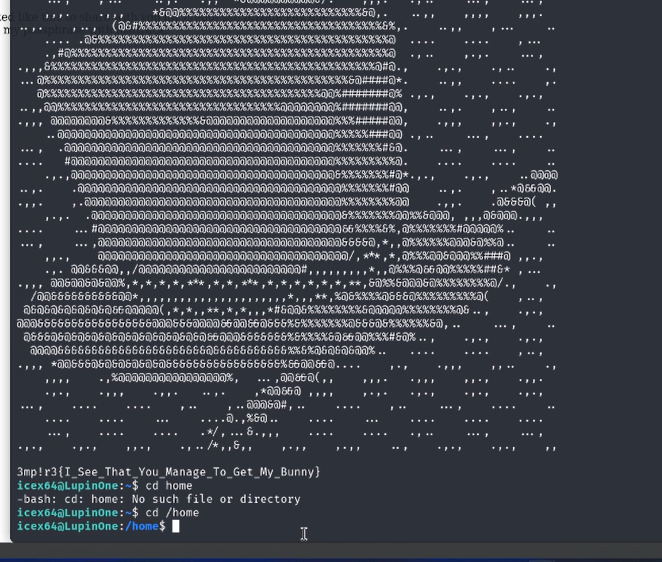 3mp!r3{I_See_That_You_Manage_To_Get_My_Bunny}
icex64@LupinOne:~$ cd home
-bash: cd: home: No such file or directory
icex64@LupinOne:~$ cd /home
icex64@LupinOne:/home$